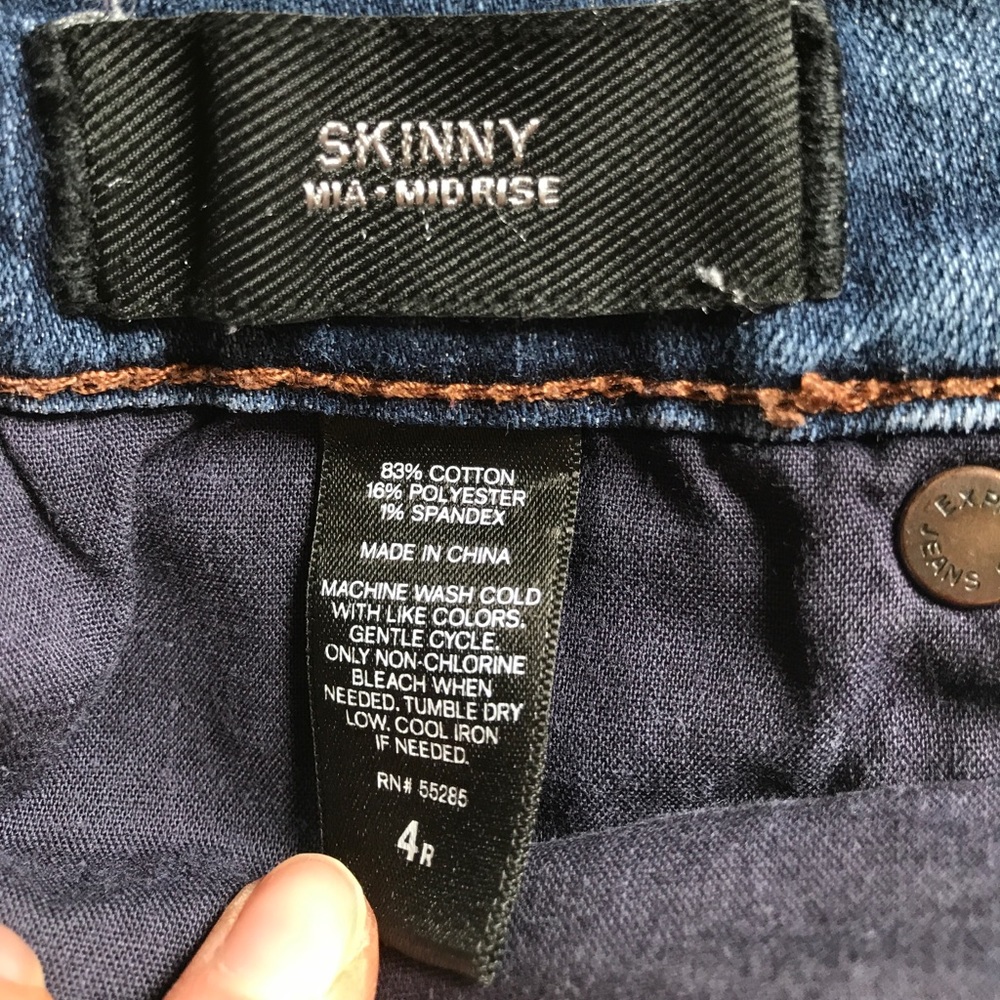 SKINNY
MIA • MID RISE
83% COTTON
16% POLYESTER
1% SPANDEX
MADE IN CHINA
MACHINE WASH COLD
WITH LIKE COLORS.
GENTLE CYCLE.
ONLY NON-CHLORINE
BLEACH WHEN
NEEDED. TUMBLE DRY
LOW. COOL IRON
IF NEEDED.
RN# 55285
4R
JEANS